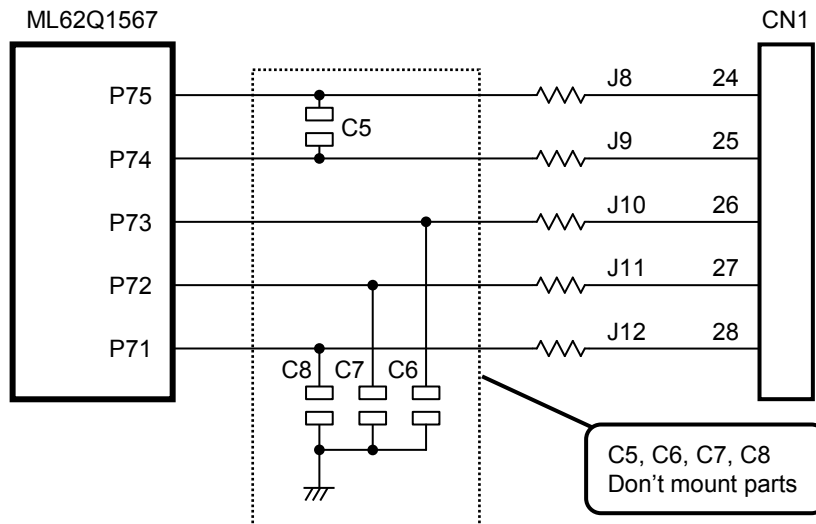 ML62Q1567
CN1
P75
J8
24
C5
P74
J9
25
P73
J10
26
P72
J11
27
P71
J12
28
C8
C7
C6
C5, C6, C7, C8
Don’t mount parts